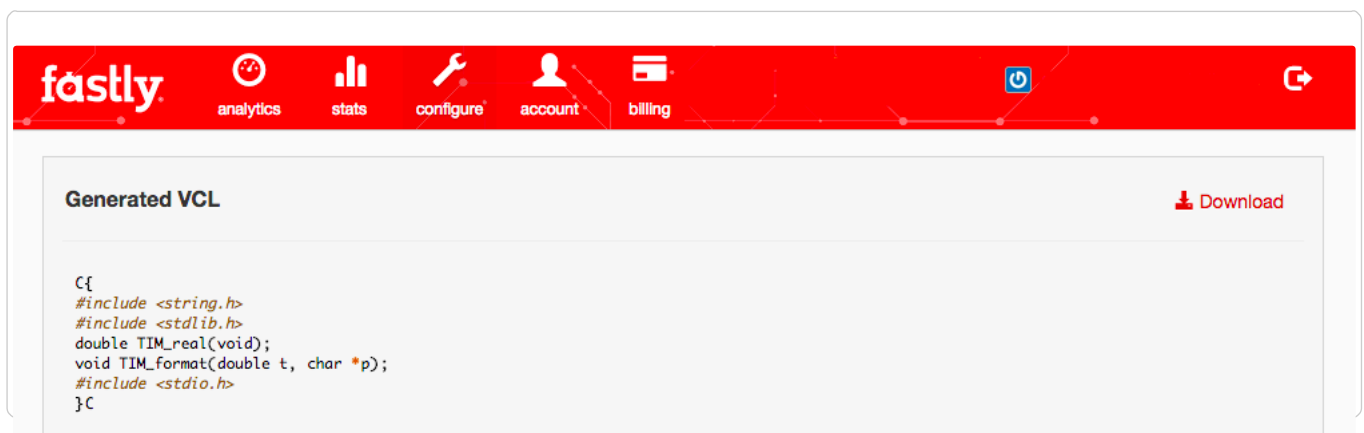 fastly.
analytics stats configure account billing
Generated VCL
Download
C{
#include <string.h>
#include <stdlib.h>
double TIM_real(void);
void TIM_format(double t, char *p);
#include <stdio.h>
}C